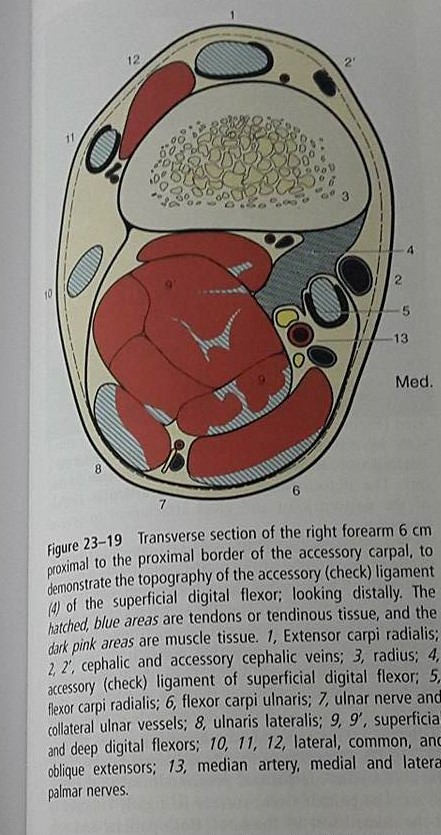 1
12
2'
11
3
4
10
9'
2
5
13
9
Med.
8
6
7
Figure 23–19 Transverse section of the right forearm 6 cm
proximal to the proximal border of the accessory carpal, to
demonstrate the topography of the accessory (check) ligament
(4) of the superficial digital flexor; looking distally. The
hatched, blue areas are tendons or tendinous tissue, and the
dark pink areas are muscle tissue. 1, Extensor carpi radialis;
2, 2', cephalic and accessory cephalic veins; 3, radius; 4,
accessory (check) ligament of superficial digital flexor; 5,
flexor carpi radialis; 6, flexor carpi ulnaris; 7, ulnar nerve and
collateral ulnar vessels; 8, ulnaris lateralis; 9, 9', superficia
and deep digital flexors; 10, 11, 12, lateral, common, and
oblique extensors; 13, median artery, medial and latera
palmar nerves.